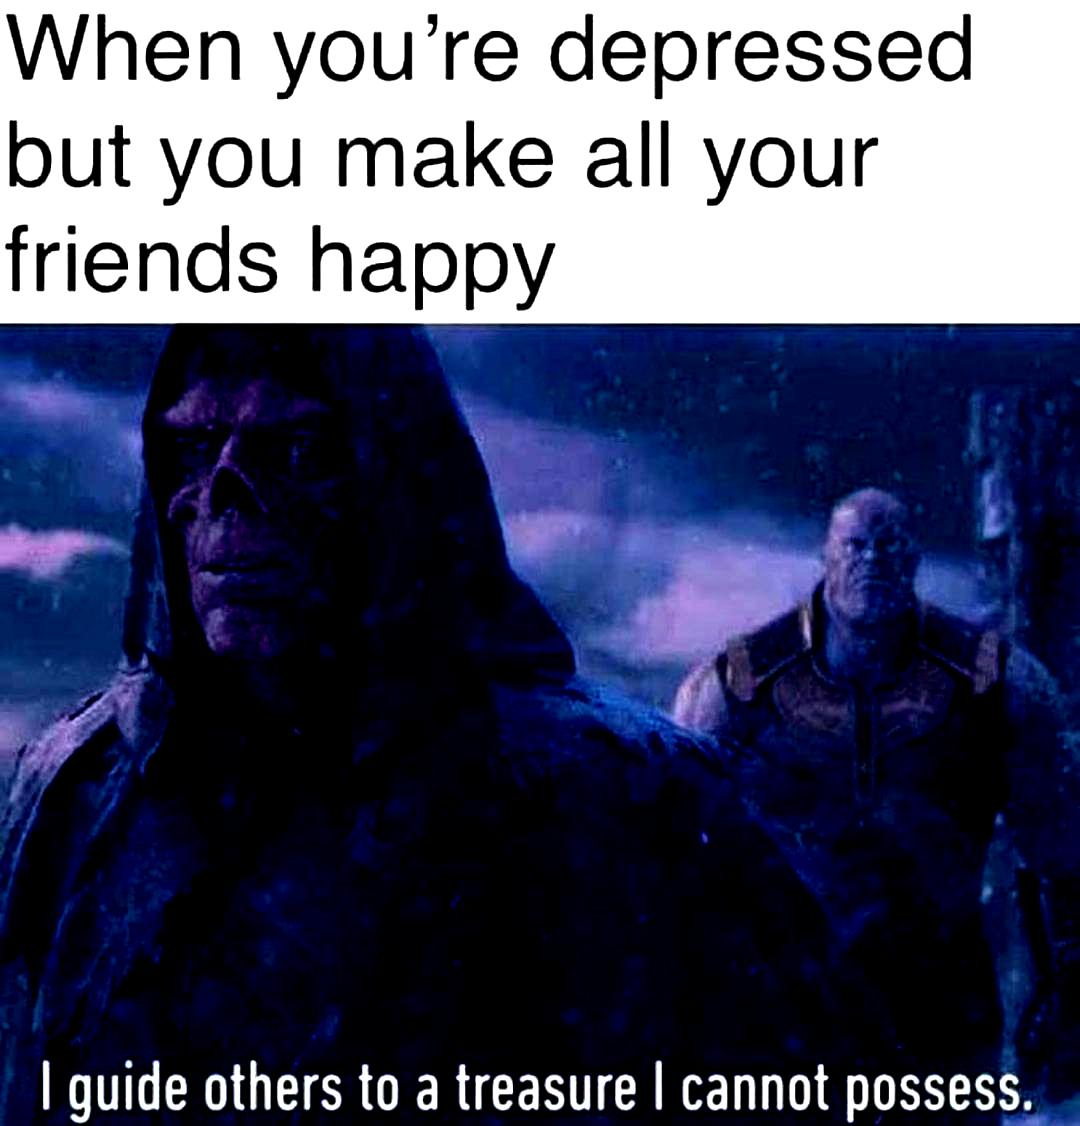 When you’re depressed
but you make all your
friends happy
I guide others to a treasure I cannot possess.